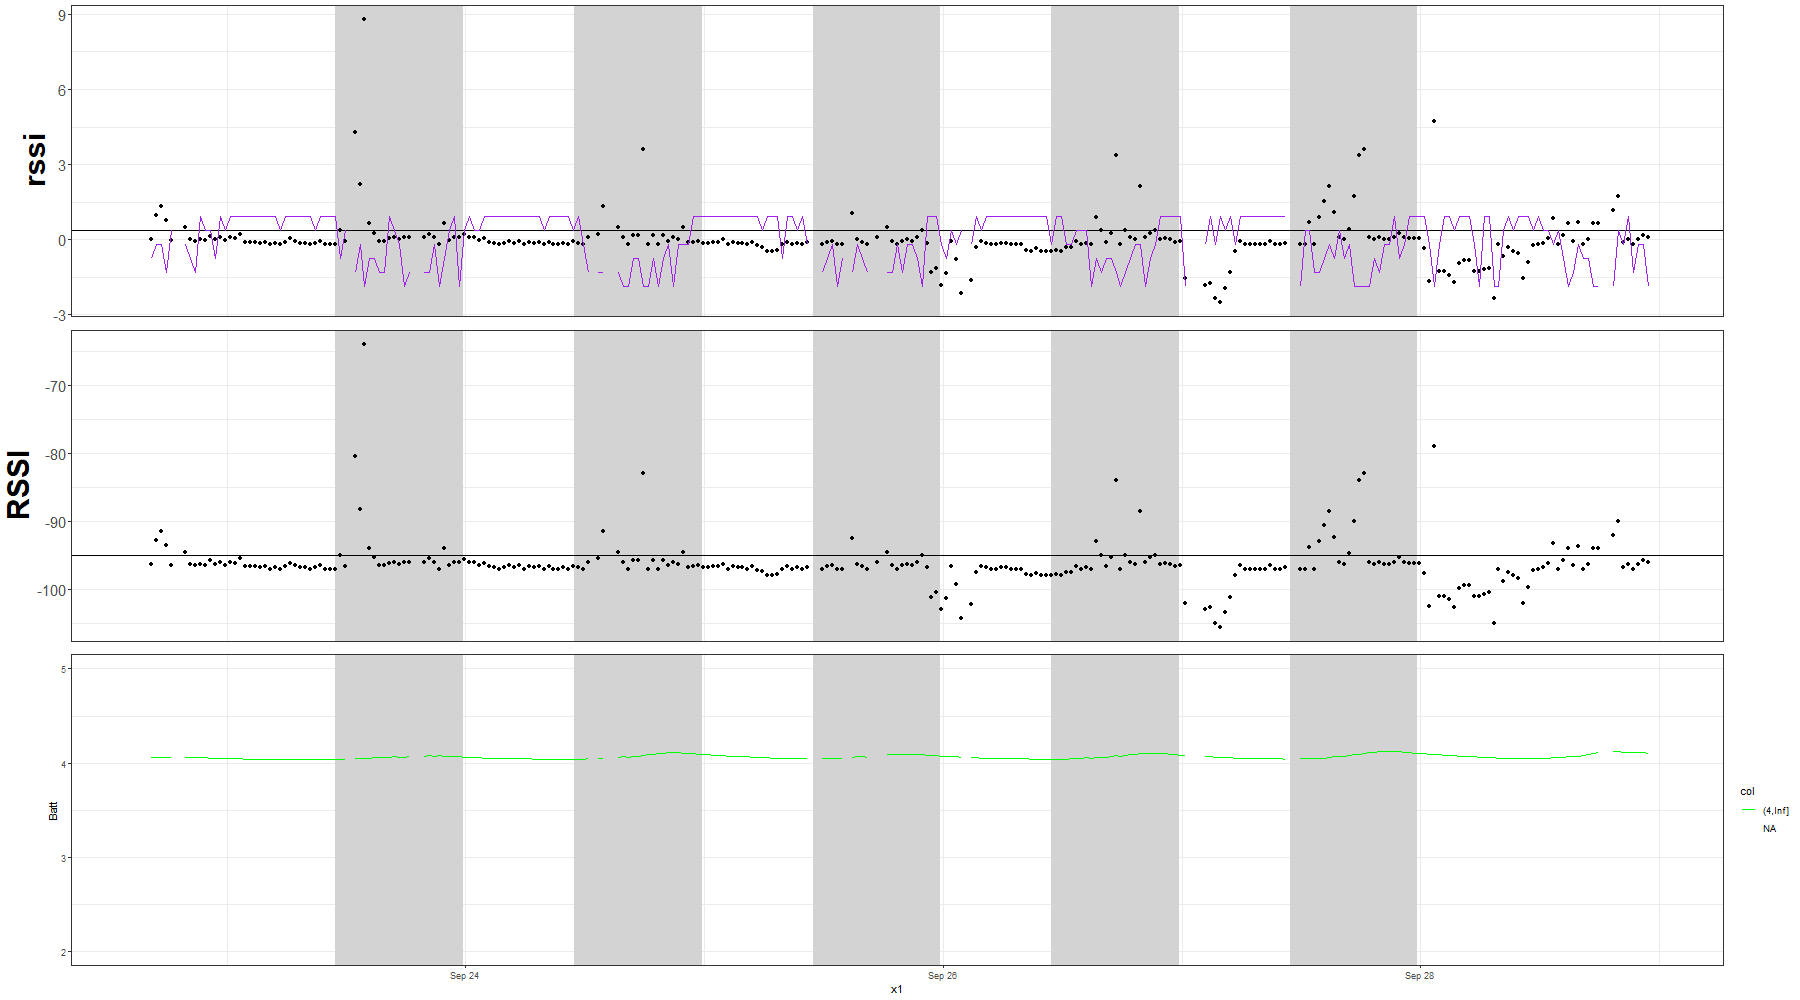 rssi
9
6
3
0
-3
RSSI
-70
-80
-90
-100
Batt
5
4
3
2
Sep 24
Sep 26
Sep 28
x1
col
(4,Inf]
NA